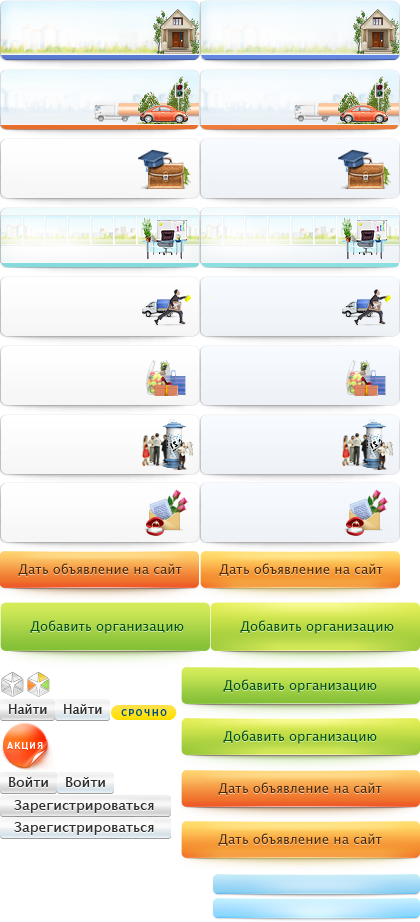 Дать объявление на сайт Дать объявление на сайт
Добавить организацию Добавить организацию
Добавить организацию
Найти Найти
СРОЧНО
Добавить организацию
АКЦИЯ
Войти Войти
Дать объявление на сайт
Зарегистрироваться
Зарегистрироваться
Дать объявление на сайт